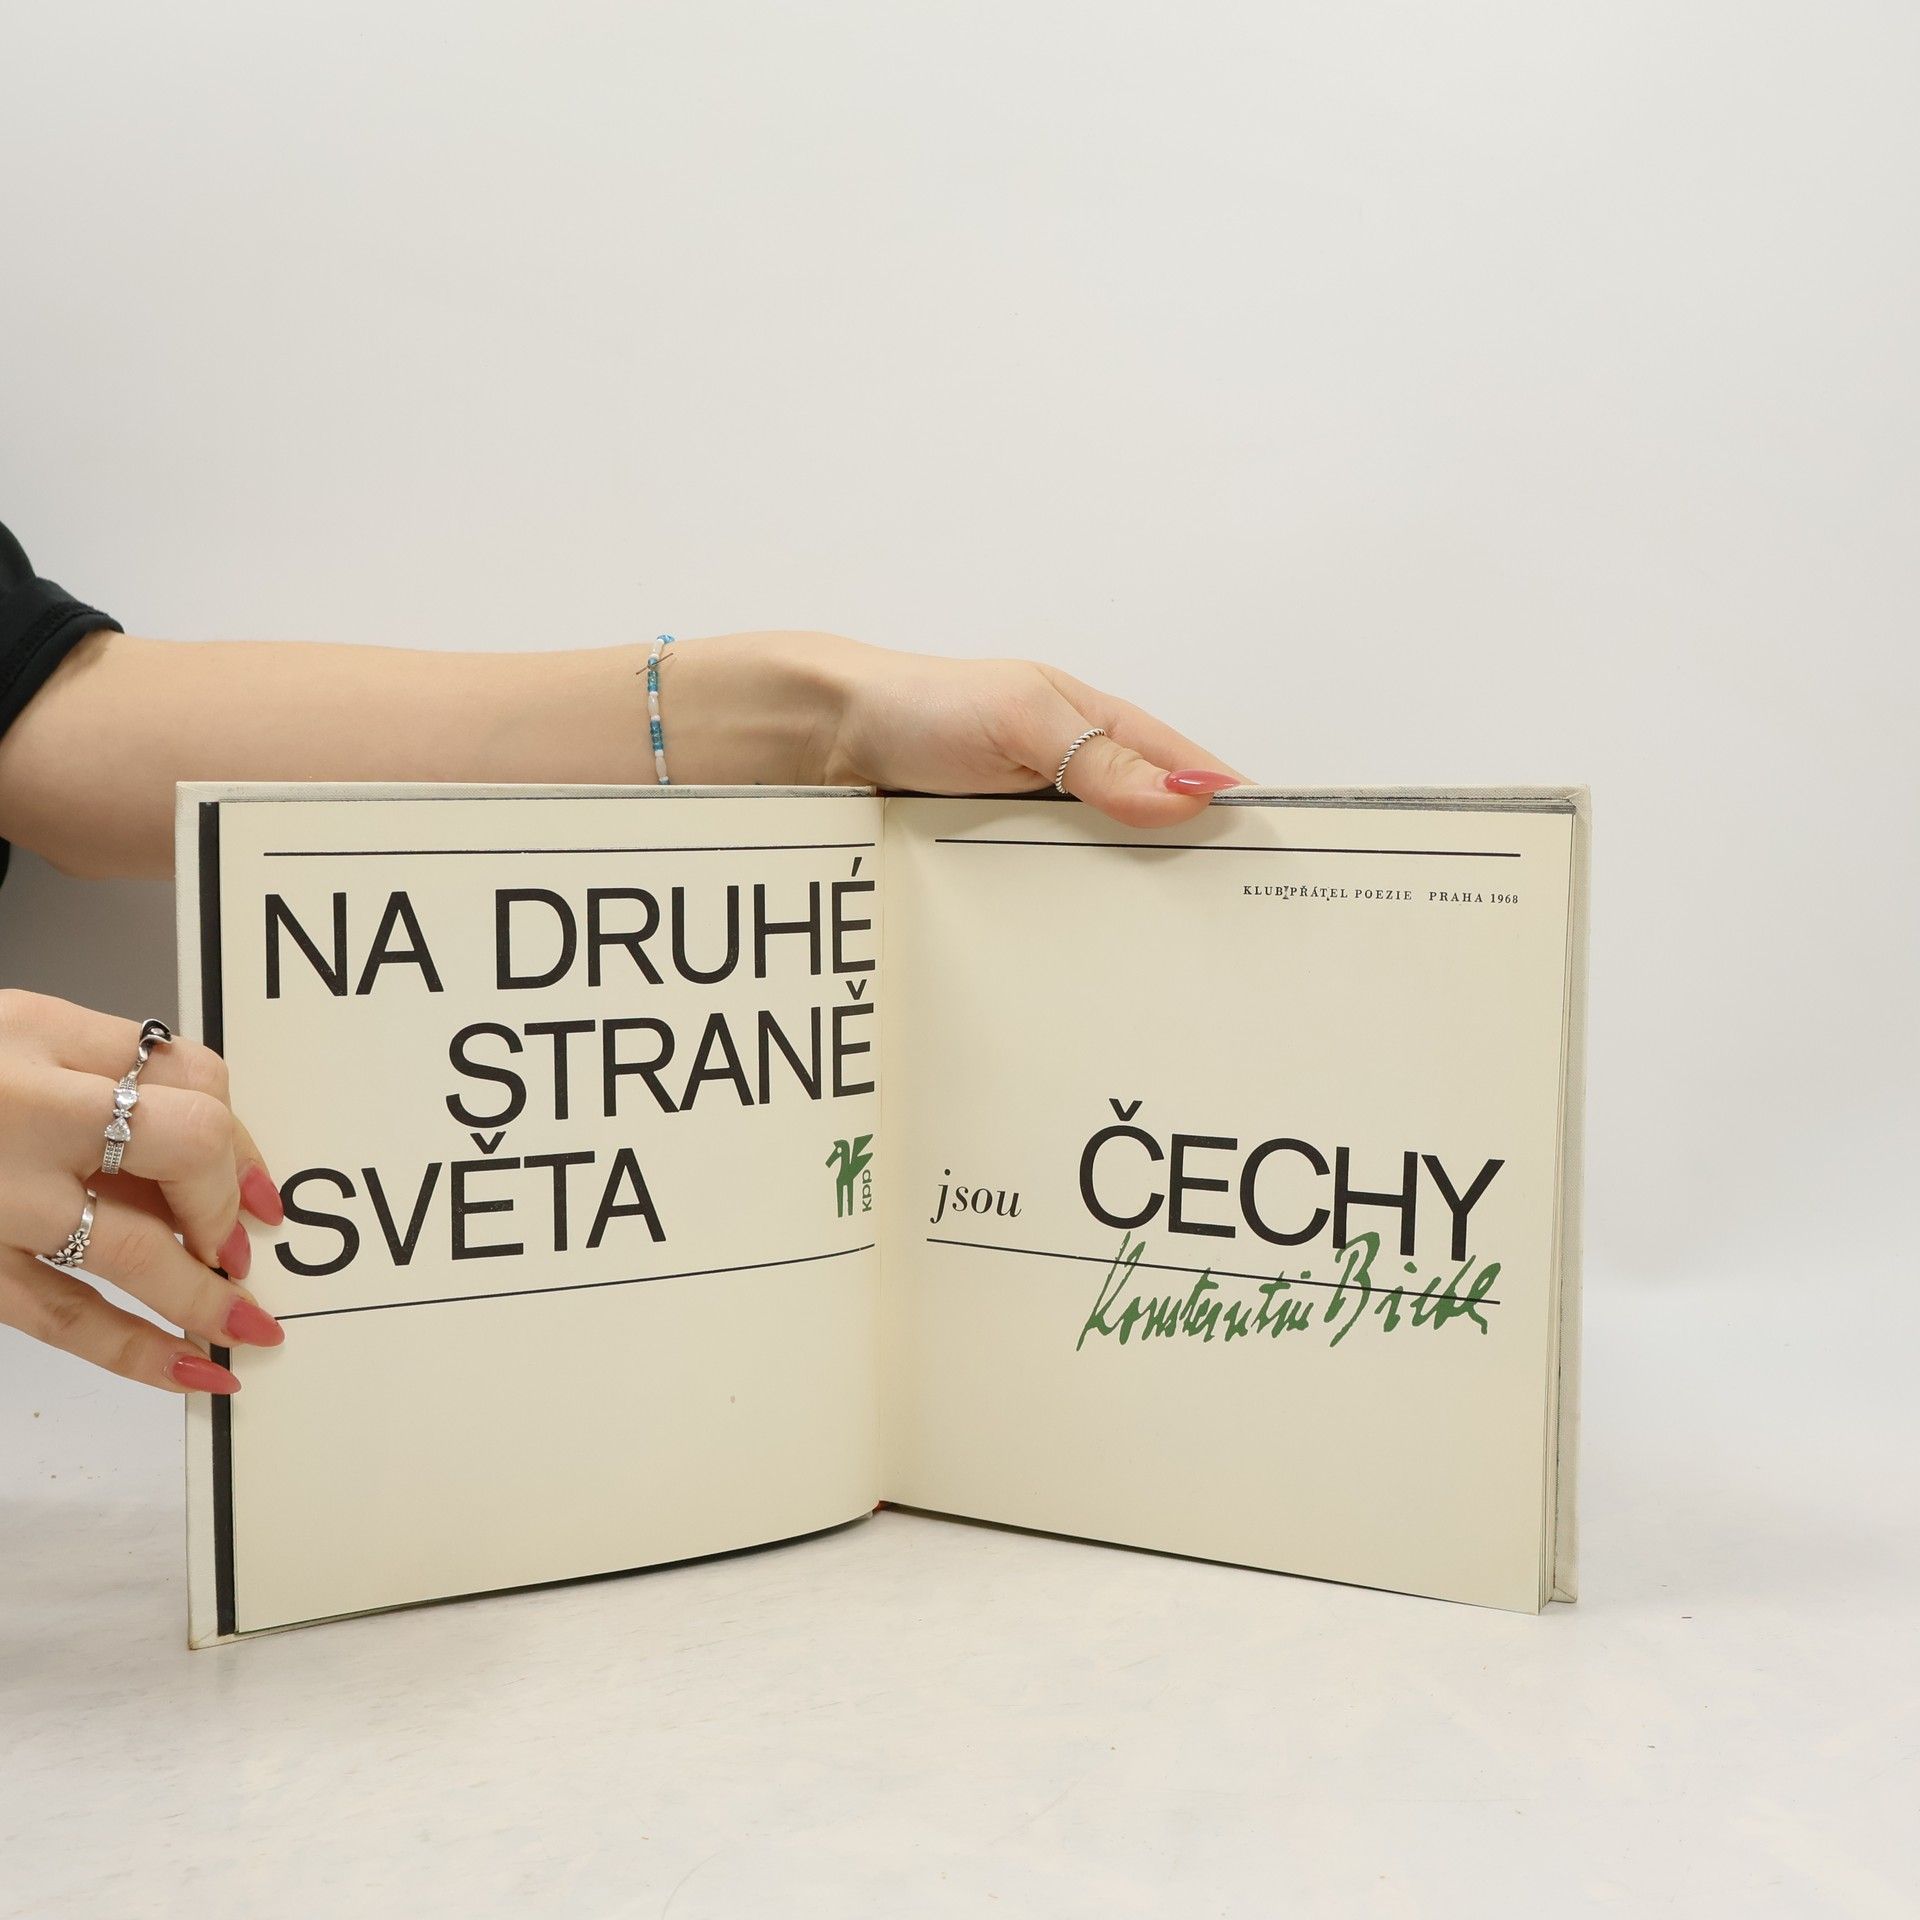 NA DRUHÉ
STRANĚ
SVĚTA
kpp
KLUB PŘÁTEL POEZIE PRAHA 1968
jsou ČECHY
Konstantin Biebl